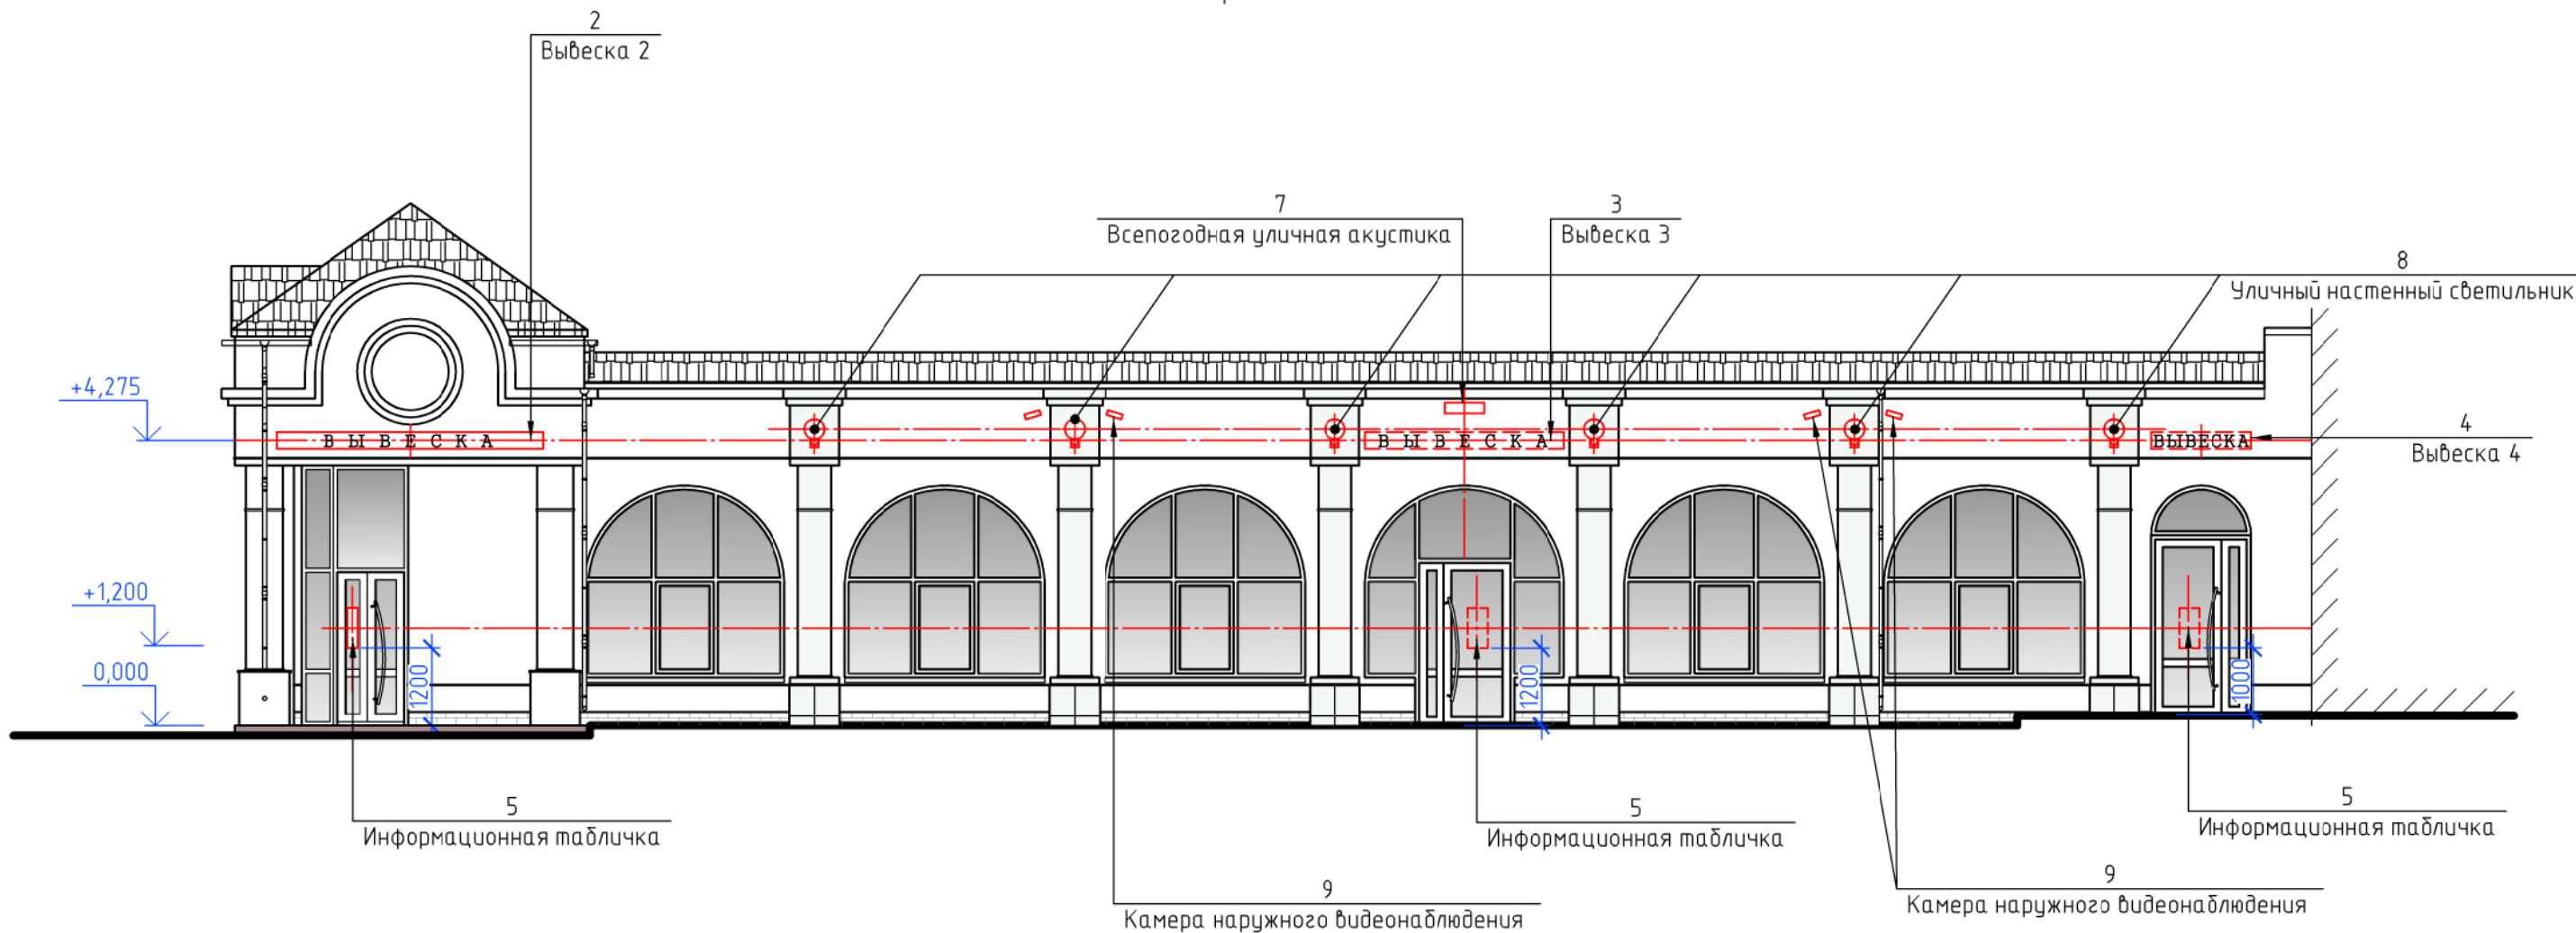 2
Вывеска 2
7
Всепогодная уличная акустика
3
Вывеска 3
8
Уличный настенный светильник
+4,275
ВЫВЕСКА
ВЫВЕСКА
ВЫВЕСКА
4
Вывеска 4
+1,200
0,000
1200
1200
1000
5
Информационная табличка
5
Информационная табличка
5
Информационная табличка
9
Камера наружного видеонаблюдения
9
Камера наружного видеонаблюдения